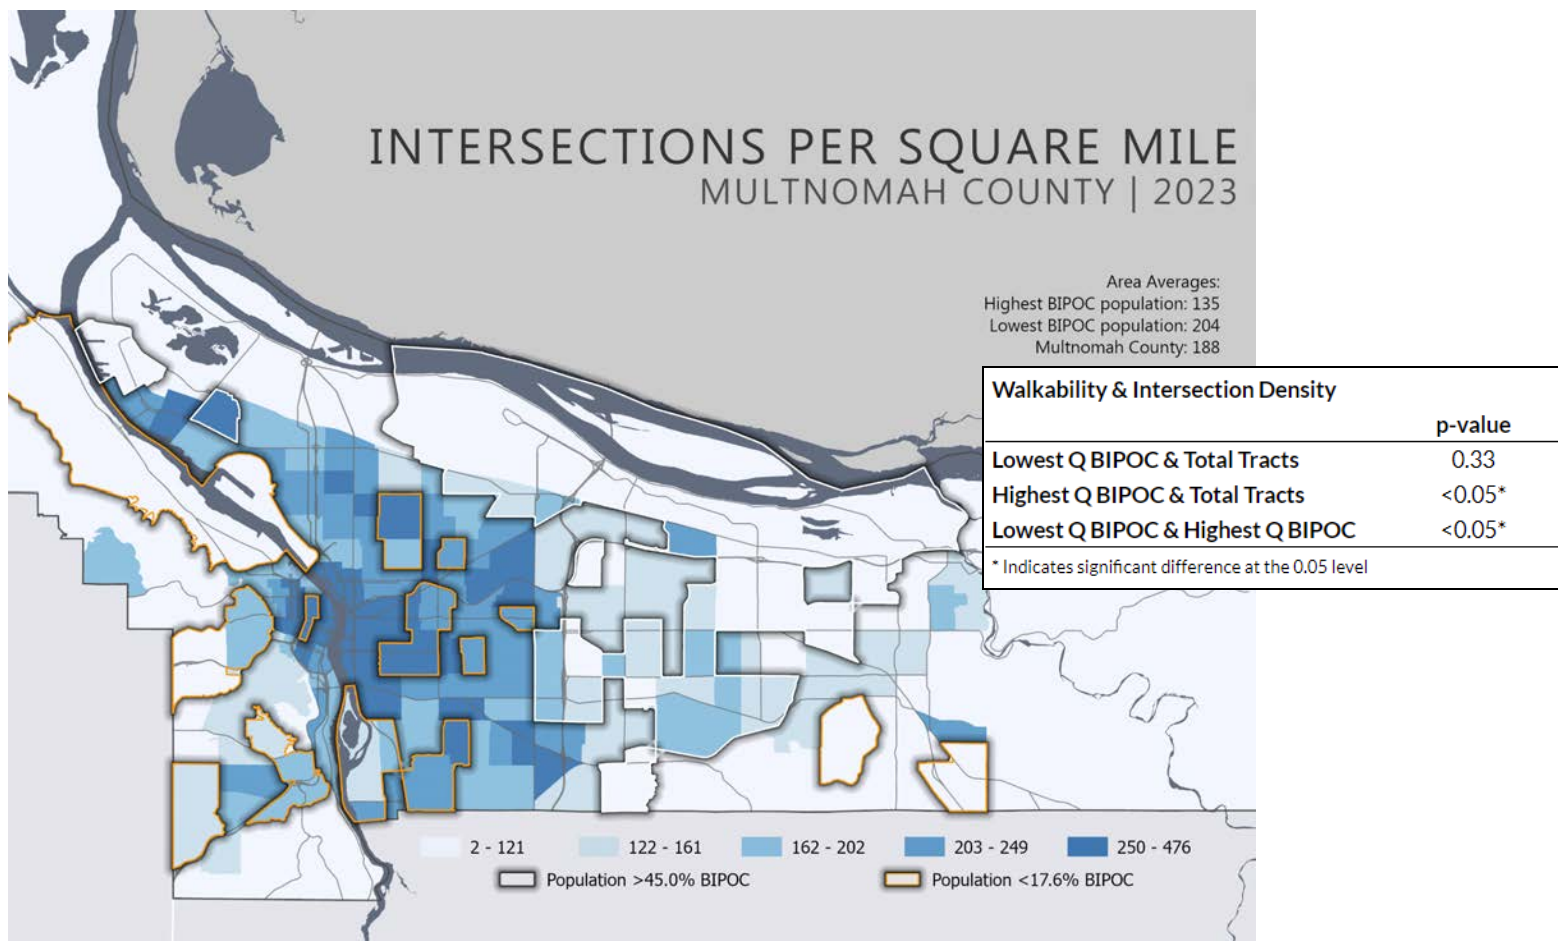 INTERSECTIONS PER SQUARE MILE
MULTNOMAH COUNTY | 2023
Area Averages:
Highest BIPOC population: 135
Lowest BIPOC population: 204
Multnomah County: 188
Walkability & Intersection Density
p-value
Lowest Q BIPOC & Total Tracts 0.33
Highest Q BIPOC & Total Tracts <0.05*
Lowest Q BIPOC & Highest Q BIPOC <0.05*
* Indicates significant difference at the 0.05 level
2 - 121 122 - 161 162 - 202 203 - 249 250 - 476
Population >45.0% BIPOC Population <17.6% BIPOC